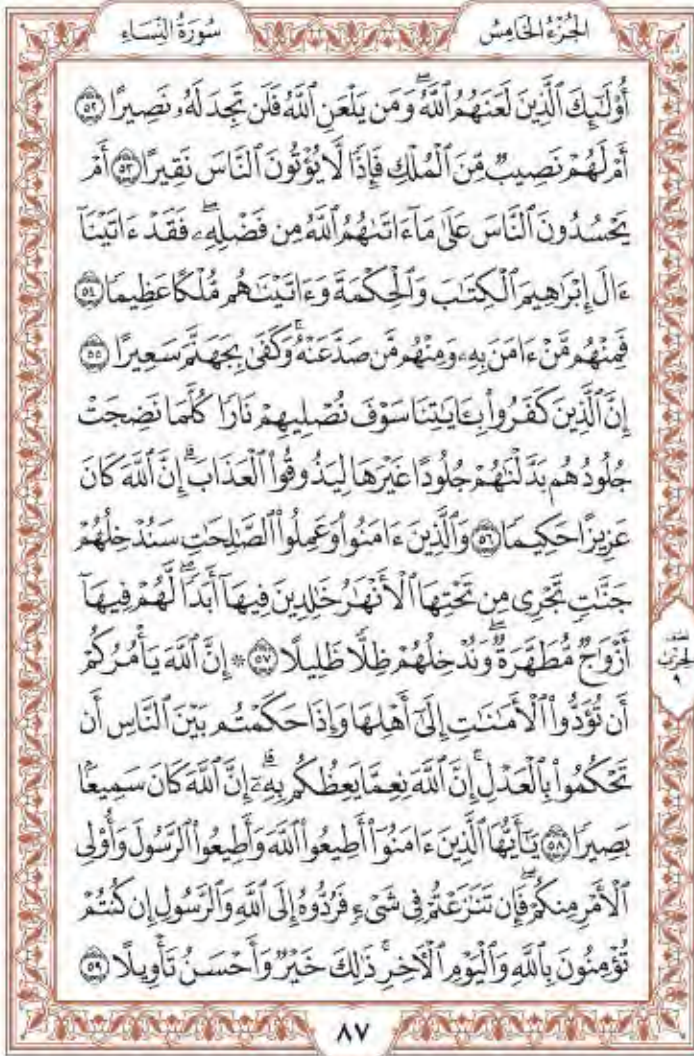 الجُزْءُ الخَامِسُ
سُورَةُ النِّسَاءِ
أُوْلَٰٓئِكَ ٱلَّذِينَ لَعَنَهُمُ ٱللَّهُۖ وَمَن يَلْعَنِ ٱللَّهُ فَلَن تَجِدَ لَهُۥ نَصِيرًا ٥٢
أَمْ لَهُمْ نَصِيبٌ مِّنَ ٱلْمُلْكِ فَإِذًا لَّا يُؤْتُونَ ٱلنَّاسَ نَقِيرًا ٥٣ أَمْ
يَحْسُدُونَ ٱلنَّاسَ عَلَىٰ مَآ ءَاتَىٰهُمُ ٱللَّهُ مِن فَضْلِهِۦۖ فَقَدْ ءَاتَيْنَآ
ءَالَ إِبْرَٰهِيمَ ٱلْكِتَٰبَ وَٱلْحِكْمَةَ وَءَاتَيْنَٰهُم مُّلْكًا عَظِيمًا ٥٤
فَمِنْهُم مَّنْ ءَامَنَ بِهِۦ وَمِنْهُم مَّن صَدَّ عَنْهُۚ وَكَفَىٰ بِجَهَنَّمَ سَعِيرًا ٥٥
إِنَّ ٱلَّذِينَ كَفَرُواْ بِـَٔايَٰتِنَا سَوْفَ نُصْلِيهِمْ نَارًا كُلَّمَا نَضِجَتْ
جُلُودُهُم بَدَّلْنَٰهُمْ جُلُودًا غَيْرَهَا لِيَذُوقُواْ ٱلْعَذَابَۗ إِنَّ ٱللَّهَ كَانَ
عَزِيزًا حَكِيمًا ٥٦ وَٱلَّذِينَ ءَامَنُواْ وَعَمِلُواْ ٱلصَّٰلِحَٰتِ سَنُدْخِلُهُمْ
جَنَّٰتٍ تَجْرِى مِن تَحْتِهَا ٱلْأَنْهَٰرُ خَٰلِدِينَ فِيهَآ أَبَدًاۖ لَّهُمْ فِيهَآ
أَزْوَٰجٌ مُّطَهَّرَةٌۖ وَنُدْخِلُهُمْ ظِلًّا ظَلِيلًا ٥٧ ۞ إِنَّ ٱللَّهَ يَأْمُرُكُمْ
أَن تُؤَدُّواْ ٱلْأَمَٰنَٰتِ إِلَىٰٓ أَهْلِهَا وَإِذَا حَكَمْتُم بَيْنَ ٱلنَّاسِ أَن
تَحْكُمُواْ بِٱلْعَدْلِۚ إِنَّ ٱللَّهَ نِعِمَّا يَعِظُكُم بِهِۦٓۗ إِنَّ ٱللَّهَ كَانَ سَمِيعًۢا
بَصِيرًا ٥٨ يَٰٓأَيُّهَا ٱلَّذِينَ ءَامَنُوٓاْ أَطِيعُواْ ٱللَّهَ وَأَطِيعُواْ ٱلرَّسُولَ وَأُوْلِى
ٱلْأَمْرِ مِنكُمْۖ فَإِن تَنَٰزَعْتُمْ فِى شَىْءٍ فَرُدُّوهُ إِلَى ٱللَّهِ وَٱلرَّسُولِ إِن كُنتُمْ
تُؤْمِنُونَ بِٱللَّهِ وَٱلْيَوْمِ ٱلْأَخِرِۚ ذَٰلِكَ خَيْرٌ وَأَحْسَنُ تَأْوِيلًا ٥٩
نصف
الحزب
٩
٨٧